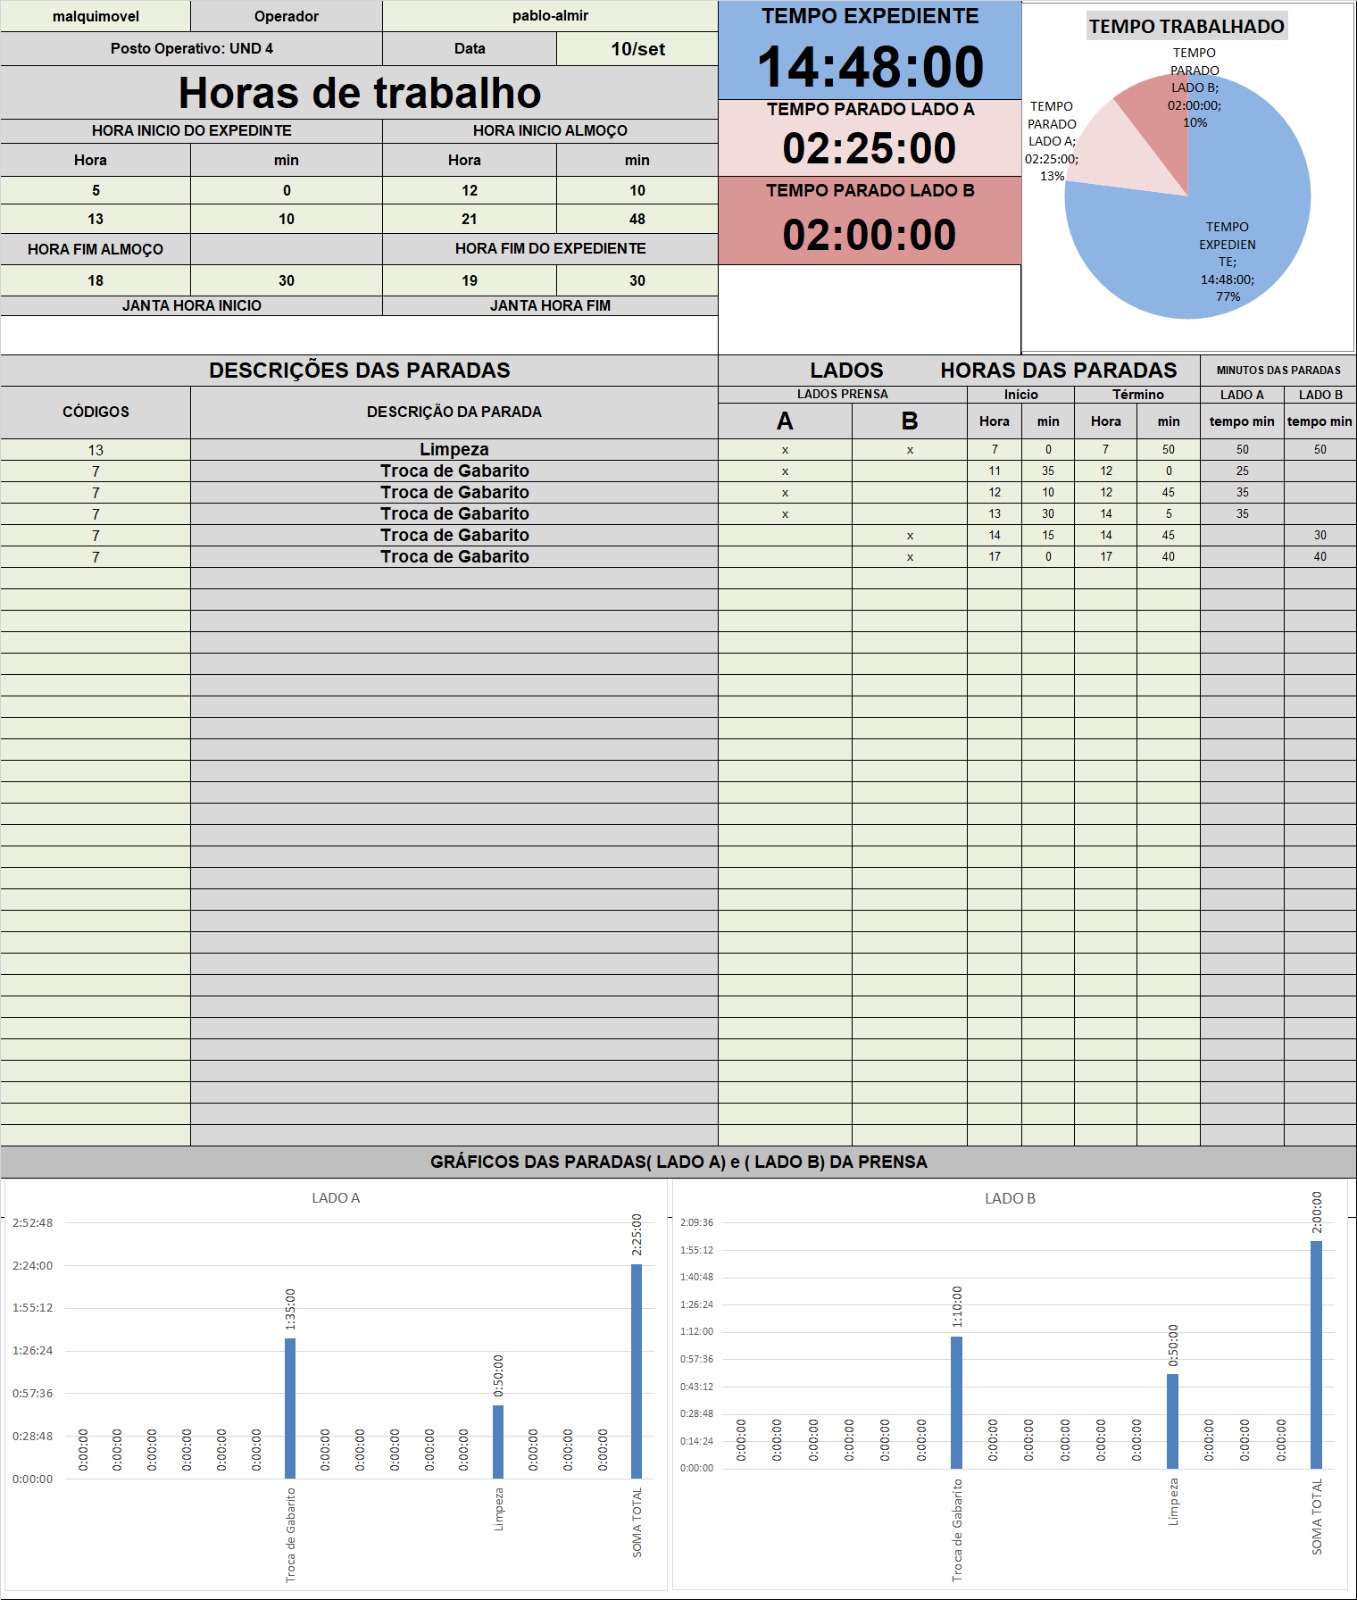 malquimovel Operador pablo-almir
Posto Operativo: UND 4 Data 10/set
Horas de trabalho
HORA INICIO DO EXPEDINTE HORA INICIO ALMOÇO
Hora min Hora min
5 0 12 10
13 10 21 48
HORA FIM ALMOÇO HORA FIM DO EXPEDIENTE
18 30 19 30
JANTA HORA INICIO JANTA HORA FIM
TEMPO EXPEDIENTE
14:48:00
TEMPO PARADO LADO A
02:25:00
TEMPO PARADO LADO B
02:00:00
TEMPO TRABALHADO
TEMPO
PARADO
LADO B;
02:00:00;
10%
TEMPO
PARADO
LADO A;
02:25:00;
13%
TEMPO
EXPEDIEN
TE;
14:48:00;
77%
DESCRIÇÕES DAS PARADAS LADOS HORAS DAS PARADAS MINUTOS DAS PARADAS
LADOS PRENSA Início Término LADO A LADO B
CÓDIGOS DESCRIÇÃO DA PARADA A B Hora min Hora min tempo min tempo min
13 Limpeza x x 7 0 7 50 50 50
7 Troca de Gabarito x 11 35 12 0 25
7 Troca de Gabarito x 12 10 12 45 35
7 Troca de Gabarito x 13 30 14 5 35
7 Troca de Gabarito x 14 15 14 45 30
7 Troca de Gabarito x 17 0 17 40 40
GRÁFICOS DAS PARADAS( LADO A) e ( LADO B) DA PRENSA
LADO A
2:52:48
2:24:00
1:55:12
1:26:24
0:57:36
0:28:48
0:00:00
0:00:00 0:00:00 0:00:00 0:00:00 0:00:00 0:00:00 1:35:00 0:00:00 0:00:00 0:00:00 0:00:00 0:00:00 0:50:00 0:00:00 0:00:00 0:00:00 2:25:00
Troca de Gabarito Limpeza SOMA TOTAL
LADO B
2:09:36
1:55:12
1:40:48
1:26:24
1:12:00
0:57:36
0:43:12
0:28:48
0:14:24
0:00:00
0:00:00 0:00:00 0:00:00 0:00:00 0:00:00 0:00:00 1:10:00 0:00:00 0:00:00 0:00:00 0:00:00 0:00:00 0:50:00 0:00:00 0:00:00 0:00:00 2:00:00
Troca de Gabarito Limpeza SOMA TOTAL